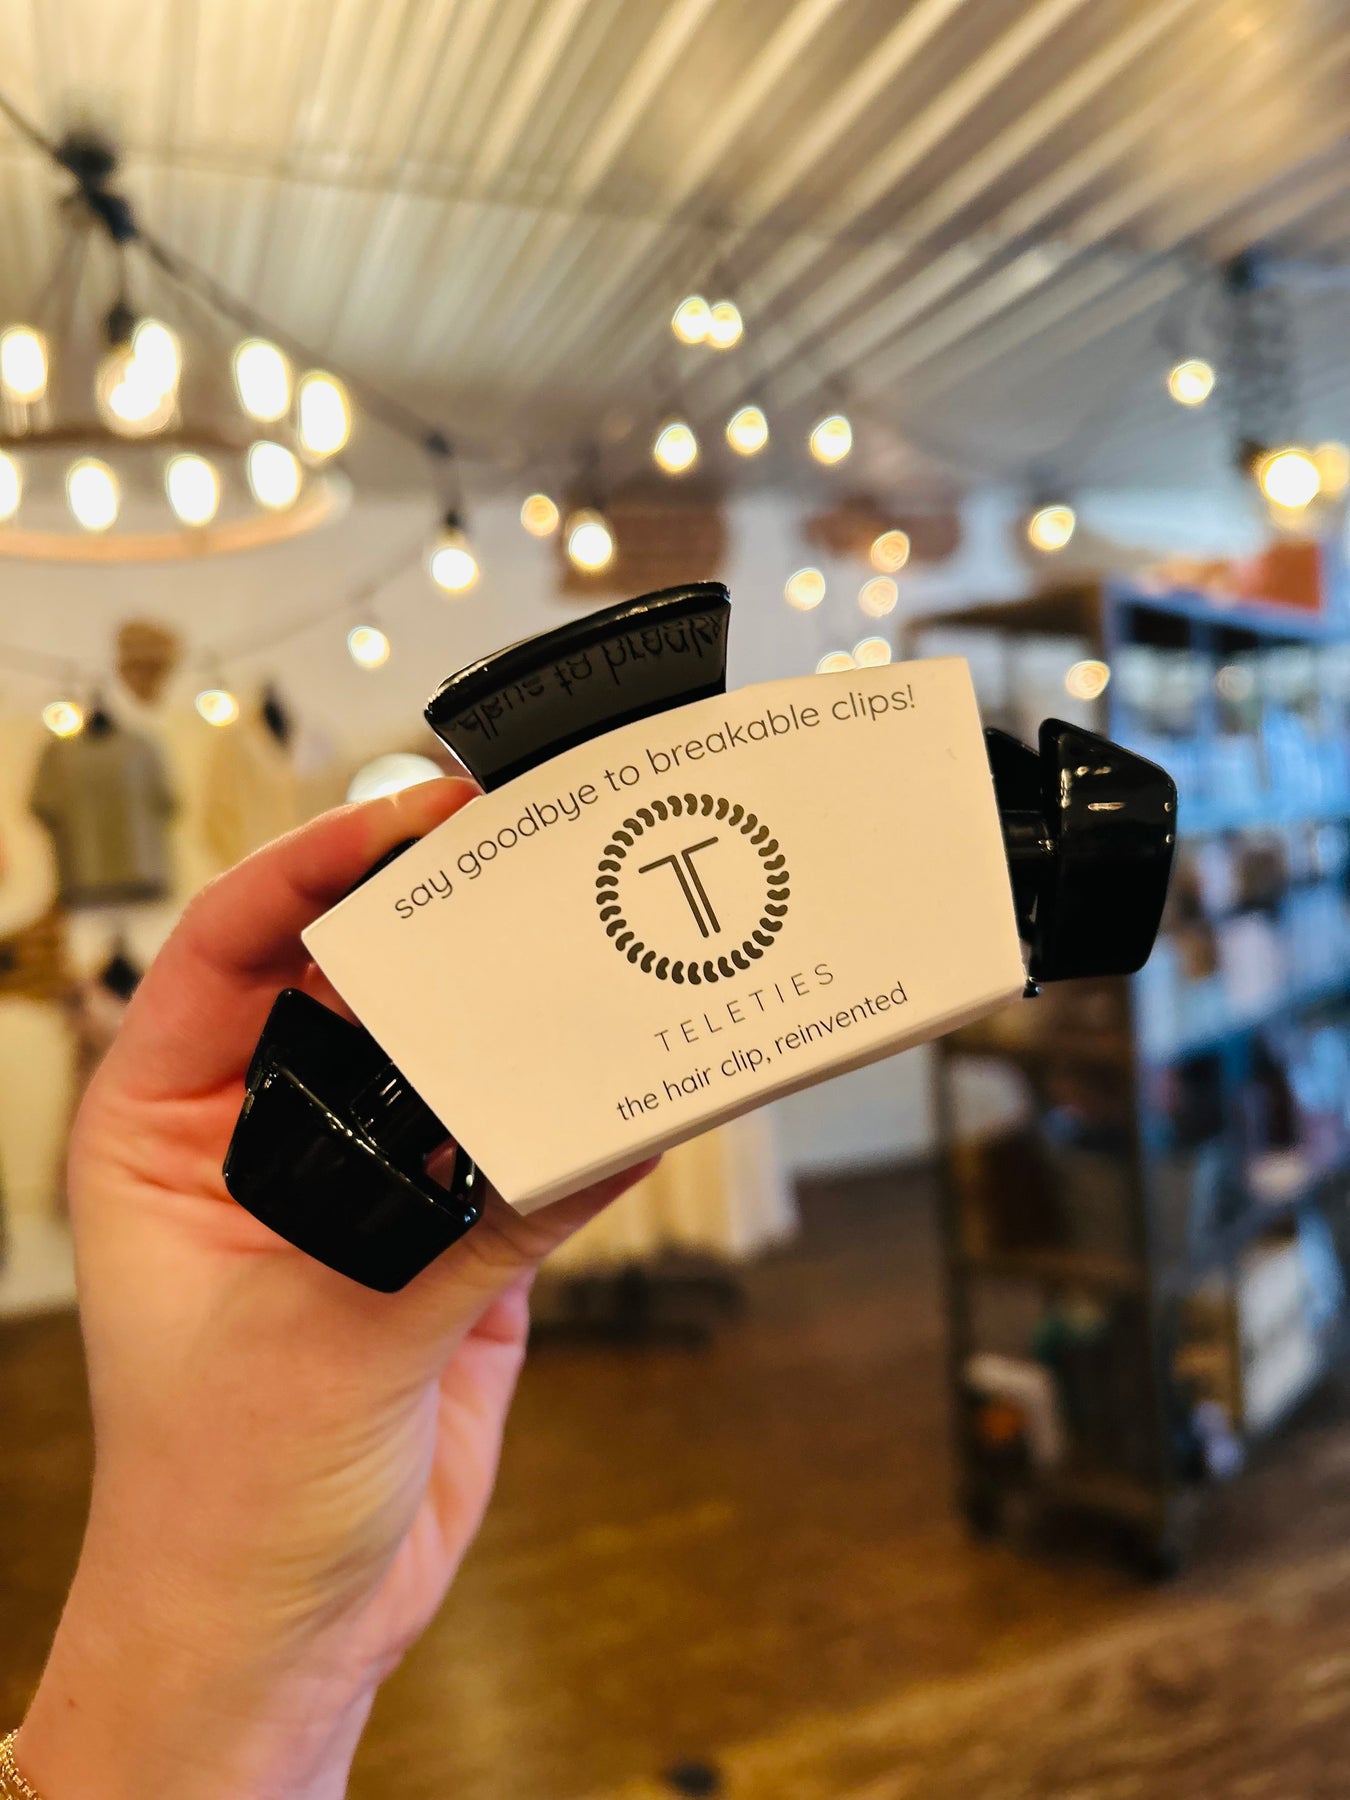 say goodbye to breakable clips!
T
TELETIES
the hair clip, reinvented